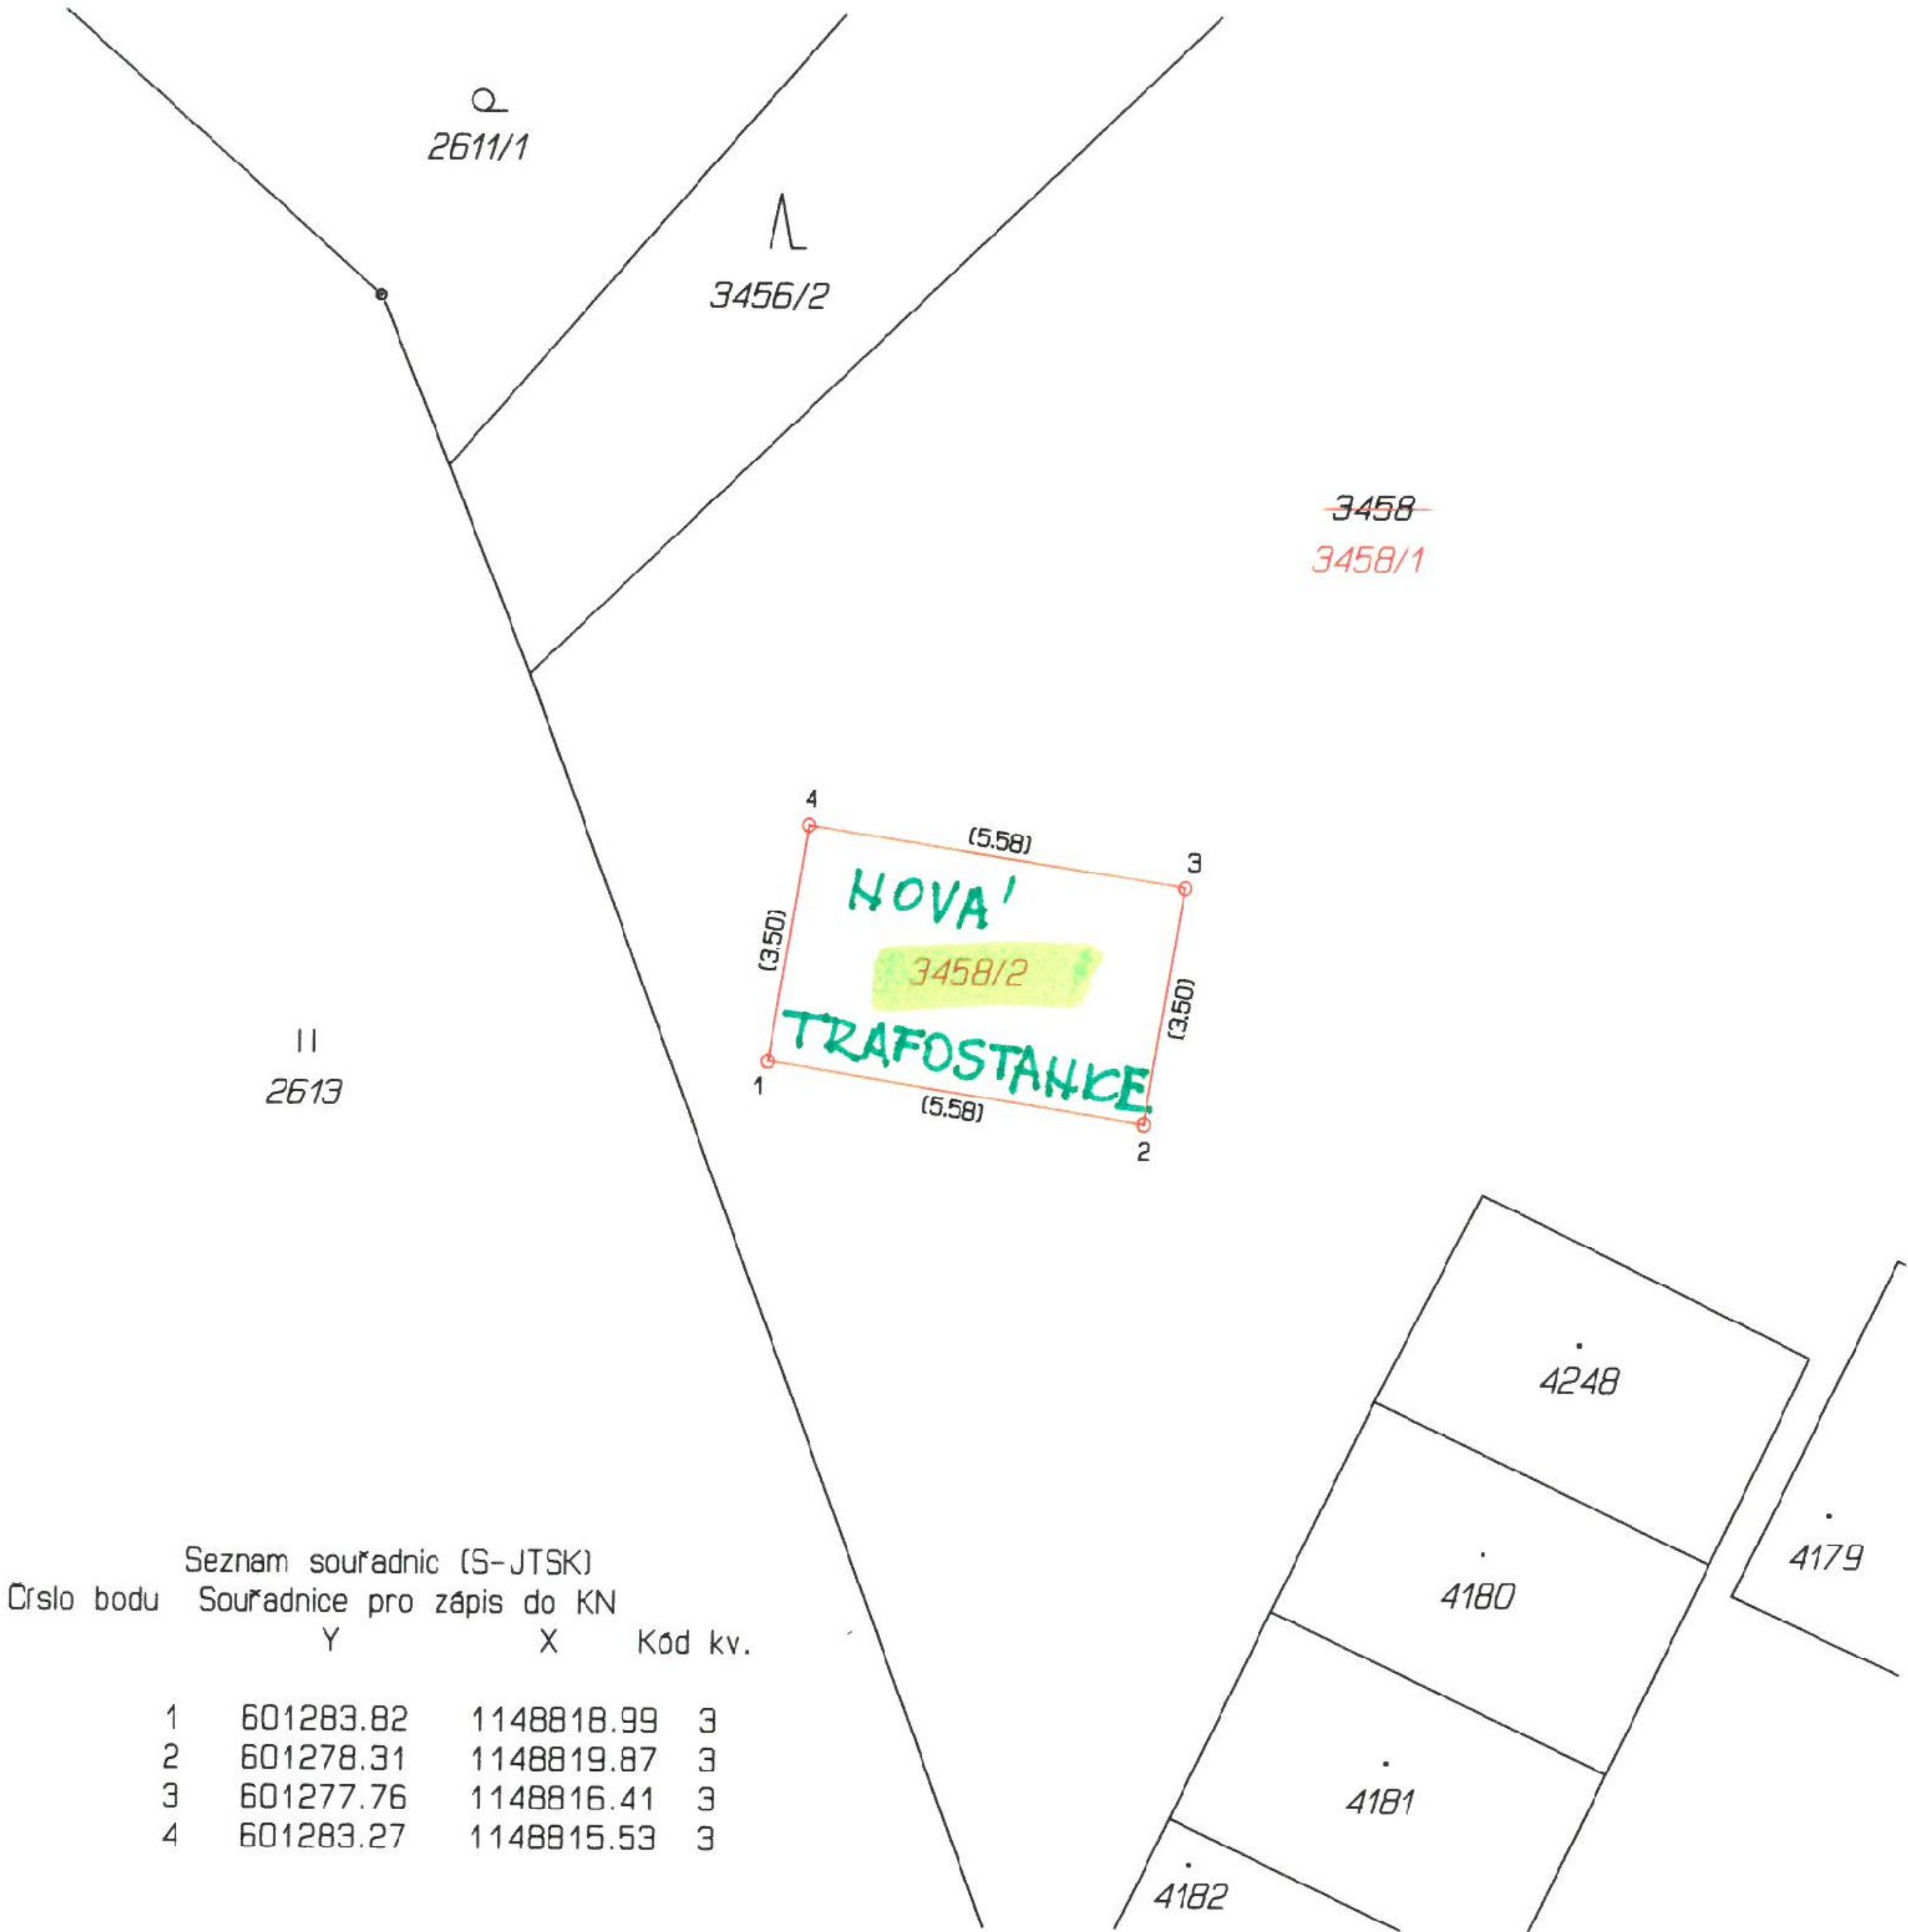 2611/1
3456/2
3458
3458/1
4
(5.58)
3
NOVÁ
(3.50)
3458/2
(3.50)
TRAFOSTANICE
1
(5.58)
2
2613
4248
4179
4180
4181
4182
Seznam souřadnic (S-JTSK)
Číslo bodu Souřadnice pro zápis do KN
Y X Kód kv.
1 601283.82 1148818.99 3
2 601278.31 1148819.87 3
3 601277.76 1148816.41 3
4 601283.27 1148815.53 3